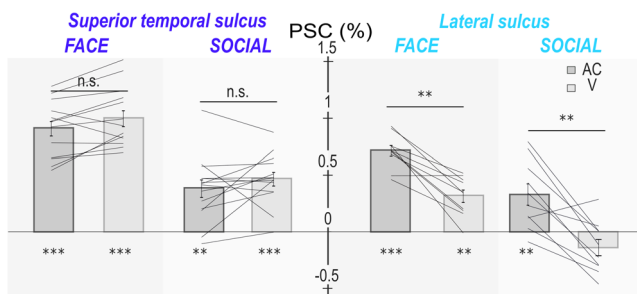 Superior temporal sulcus
Lateral sulcus
PSC (%)
FACE
SOCIAL
FACE
SOCIAL
1.5
AC
V
n.s.
n.s.
**
**
1
0.5
0
***
***
**
***
***
**
**
-0.5